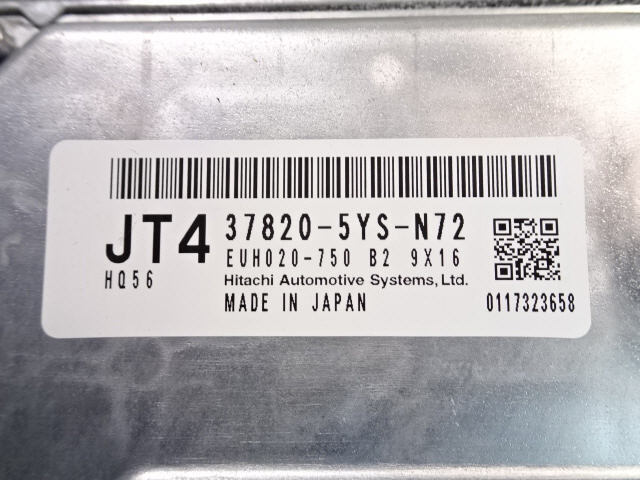 JT4 37820-5YS-N72
HQ56 EUH020-750 B2 9X16
Hitachi Automotive Systems, Ltd.
MADE IN JAPAN 0117323658